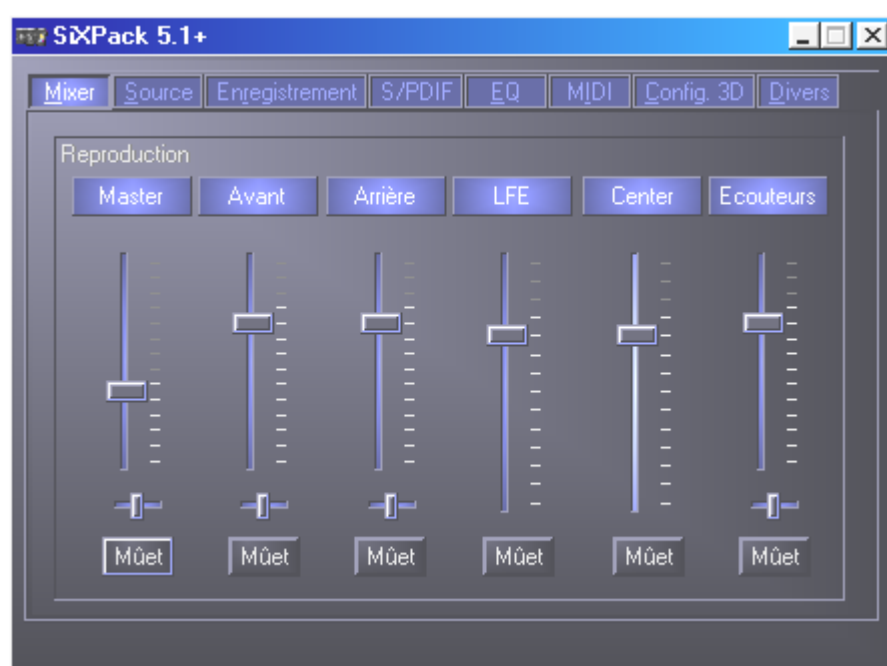 SiXPack 5.1+
Mixer Source Enregistrement S/PDIF EQ MIDI Config. 3D Divers
Reproduction
Master Avant Arrière LFE Center Ecouteurs
Mûet Mûet Mûet Mûet Mûet Mûet